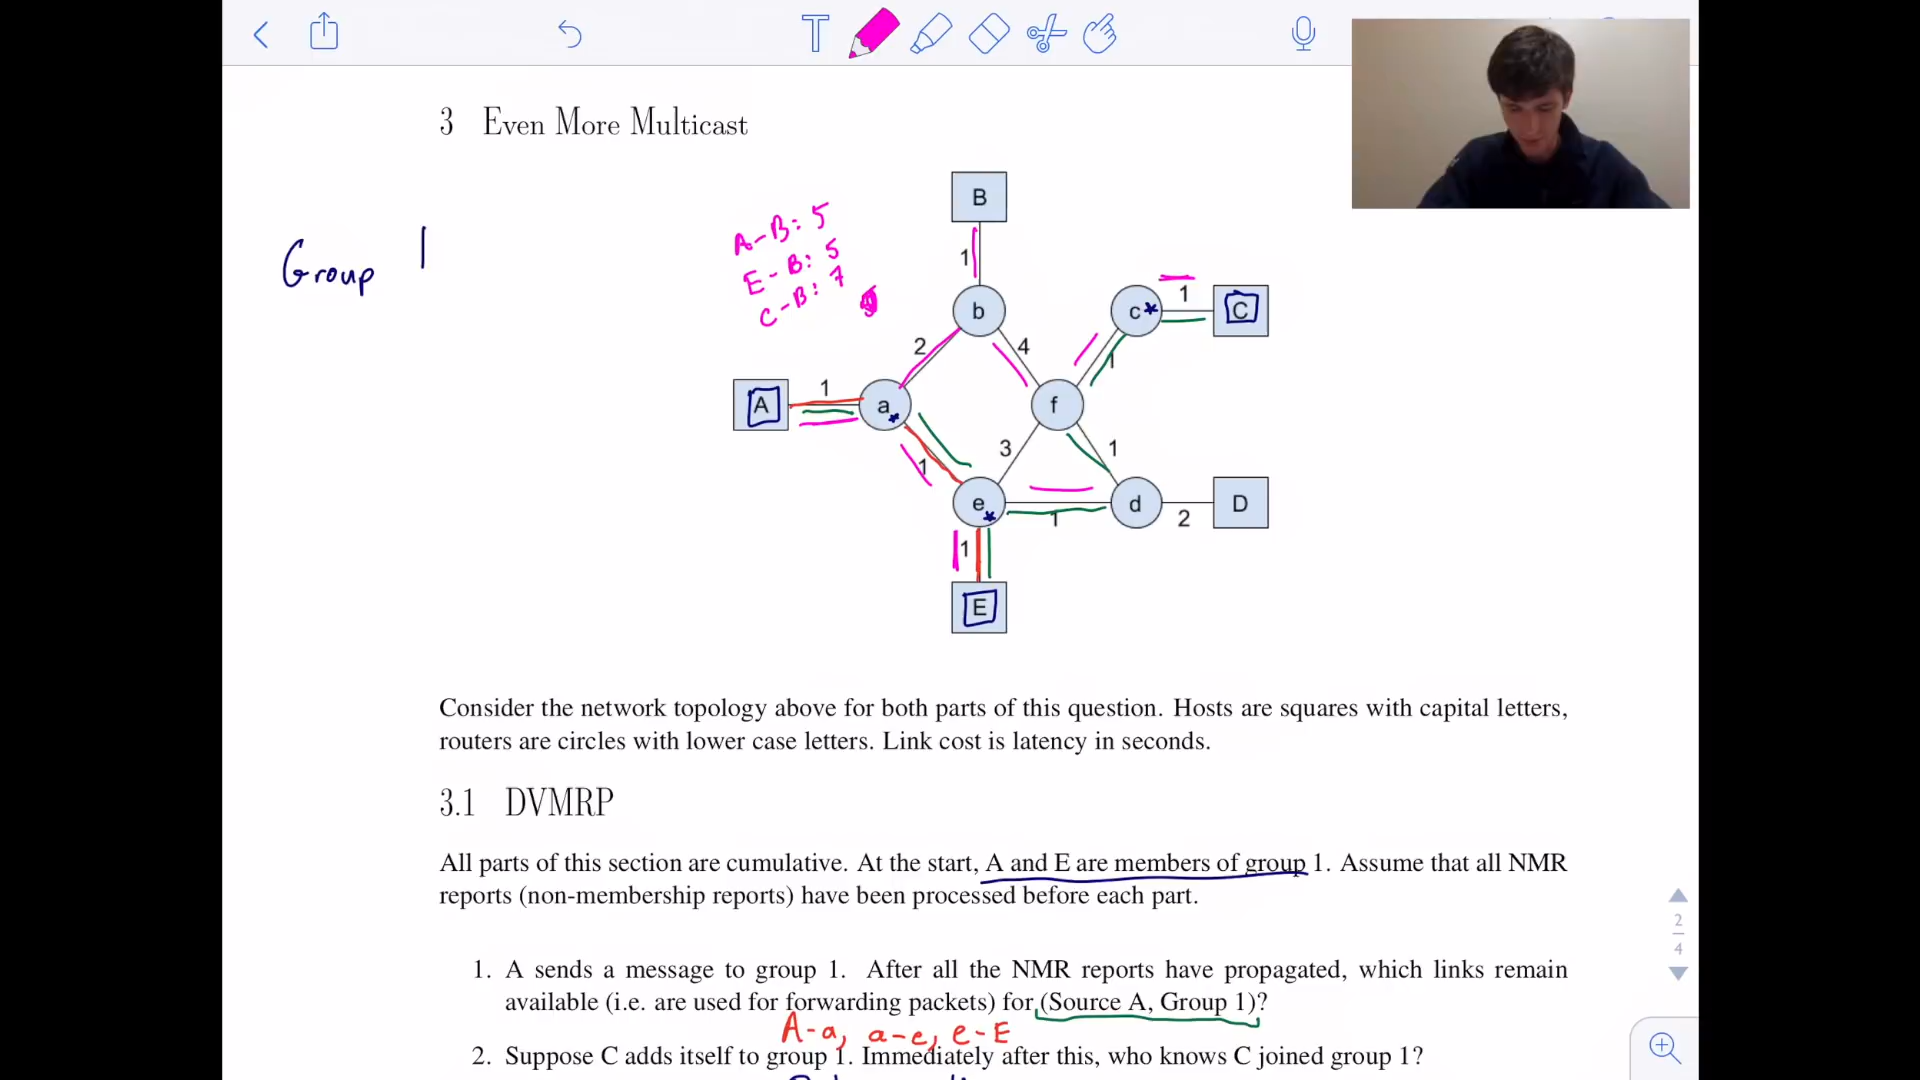 3 Even More Multicast
Group 1
A-B: 5
E-B: 5
C-B: 7
B
1
b
2
4
c*
1
C
1
A
1
a*
f
1
3
1
e*
1
d
2
D
1
E
Consider the network topology above for both parts of this question. Hosts are squares with capital letters,
routers are circles with lower case letters. Link cost is latency in seconds.
3.1 DVMRP
All parts of this section are cumulative. At the start, A and E are members of group 1. Assume that all NMR
reports (non-membership reports) have been processed before each part.
1. A sends a message to group 1. After all the NMR reports have propagated, which links remain
available (i.e. are used for forwarding packets) for (Source A, Group 1)?
A-a, a-e, e-E
2. Suppose C adds itself to group 1. Immediately after this, who knows C joined group 1?
2
4